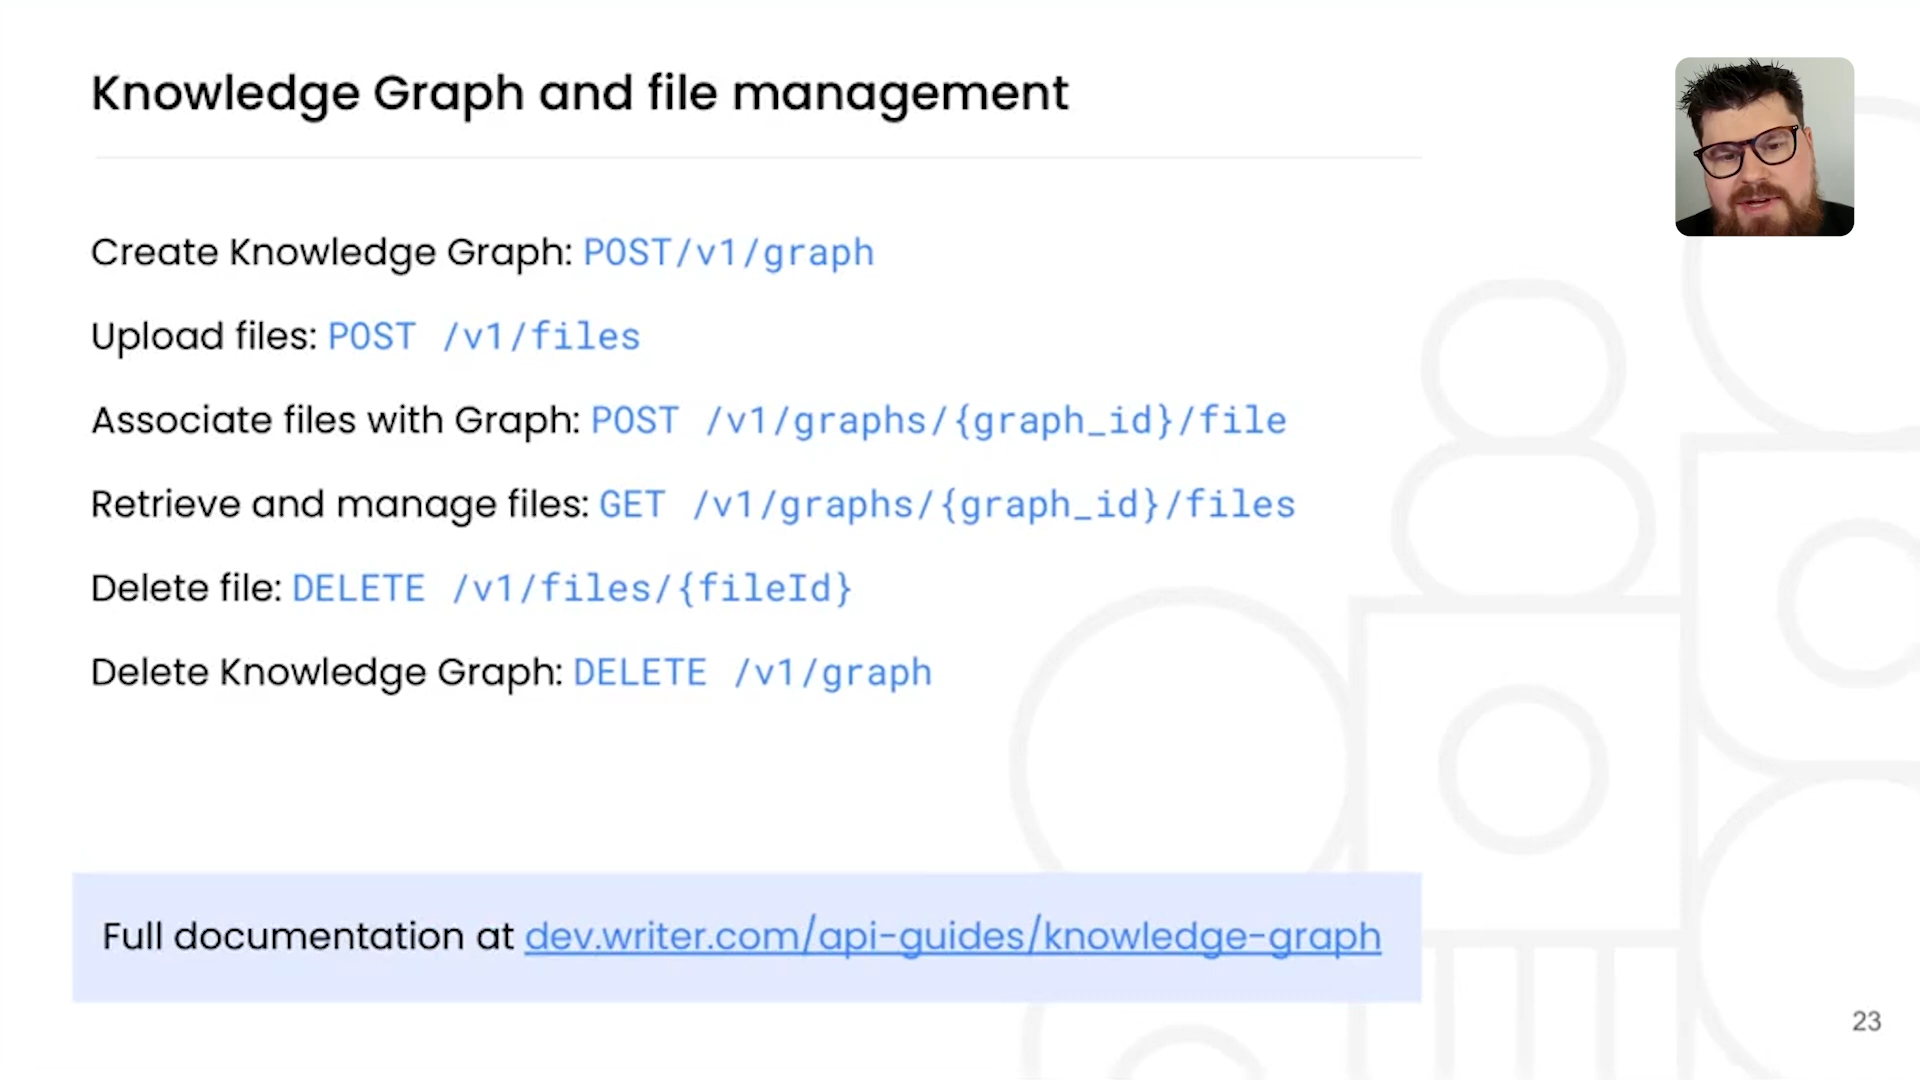 Knowledge Graph and file management
Create Knowledge Graph: POST/v1/graph
Upload files: POST /v1/files
Associate files with Graph: POST /v1/graphs/{graph_id}/file
Retrieve and manage files: GET /v1/graphs/{graph_id}/files
Delete file: DELETE /v1/files/{fileId}
Delete Knowledge Graph: DELETE /v1/graph
Full documentation at dev.writer.com/api-guides/knowledge-graph
23